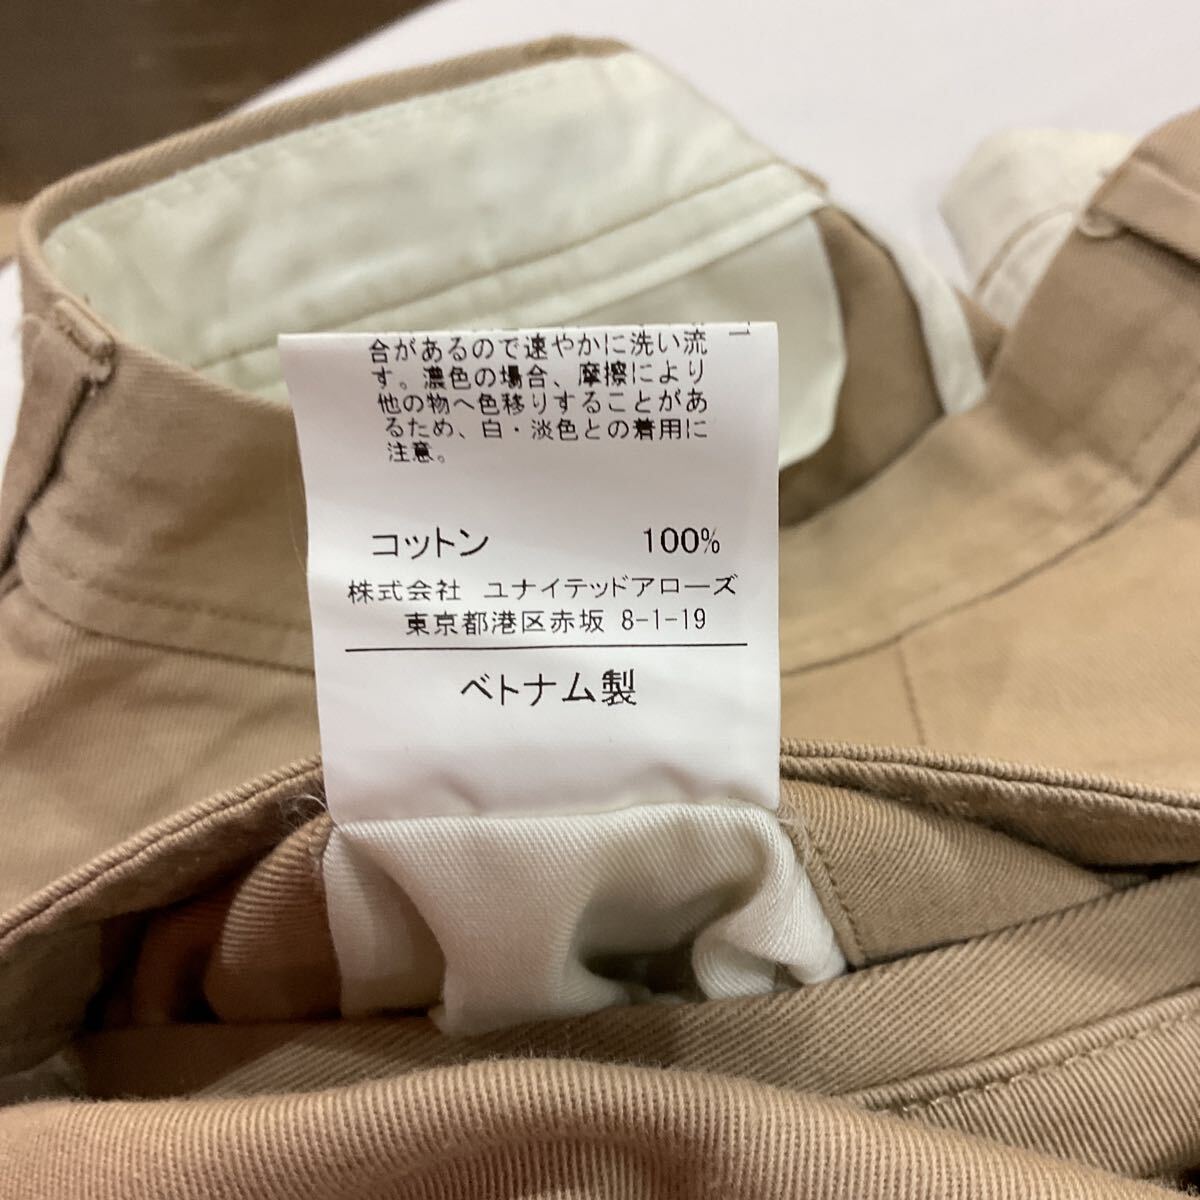 合があるので速やかに洗い流
す。濃色の場合、摩擦により
他の物へ色移りすることがあ
るため、白・淡色との着用に
注意。
コットン 100%
株式会社 ユナイテッドアローズ
東京都港区赤坂 8-1-19
ベトナム製